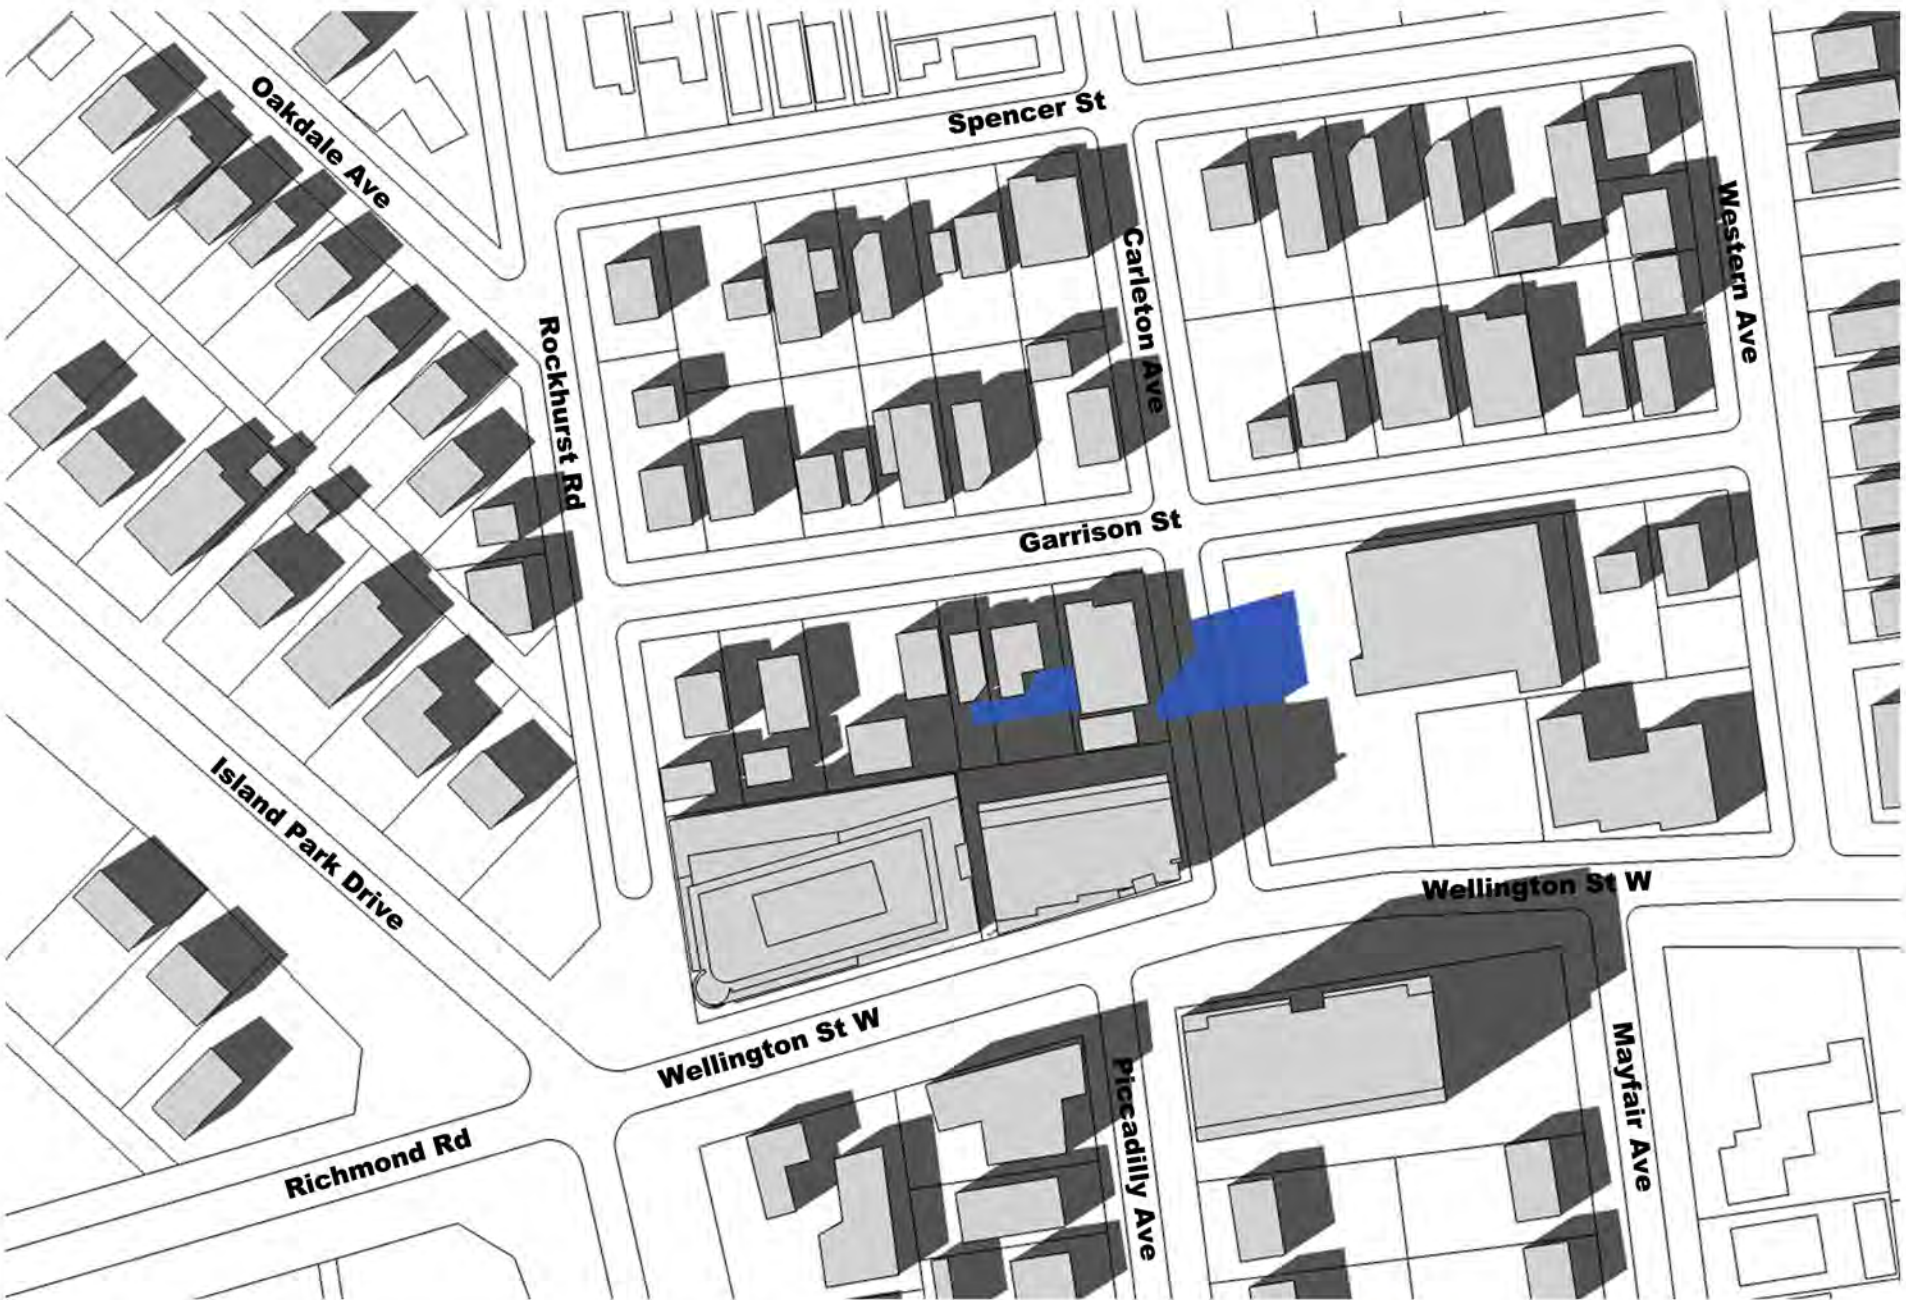 Oakdale Ave
Spencer St
Western Ave
Carleton Ave
Rockhurst Rd
Garrison St
Island Park Drive
Wellington St W
Wellington St W
Mayfair Ave
Piccadilly Ave
Richmond Rd